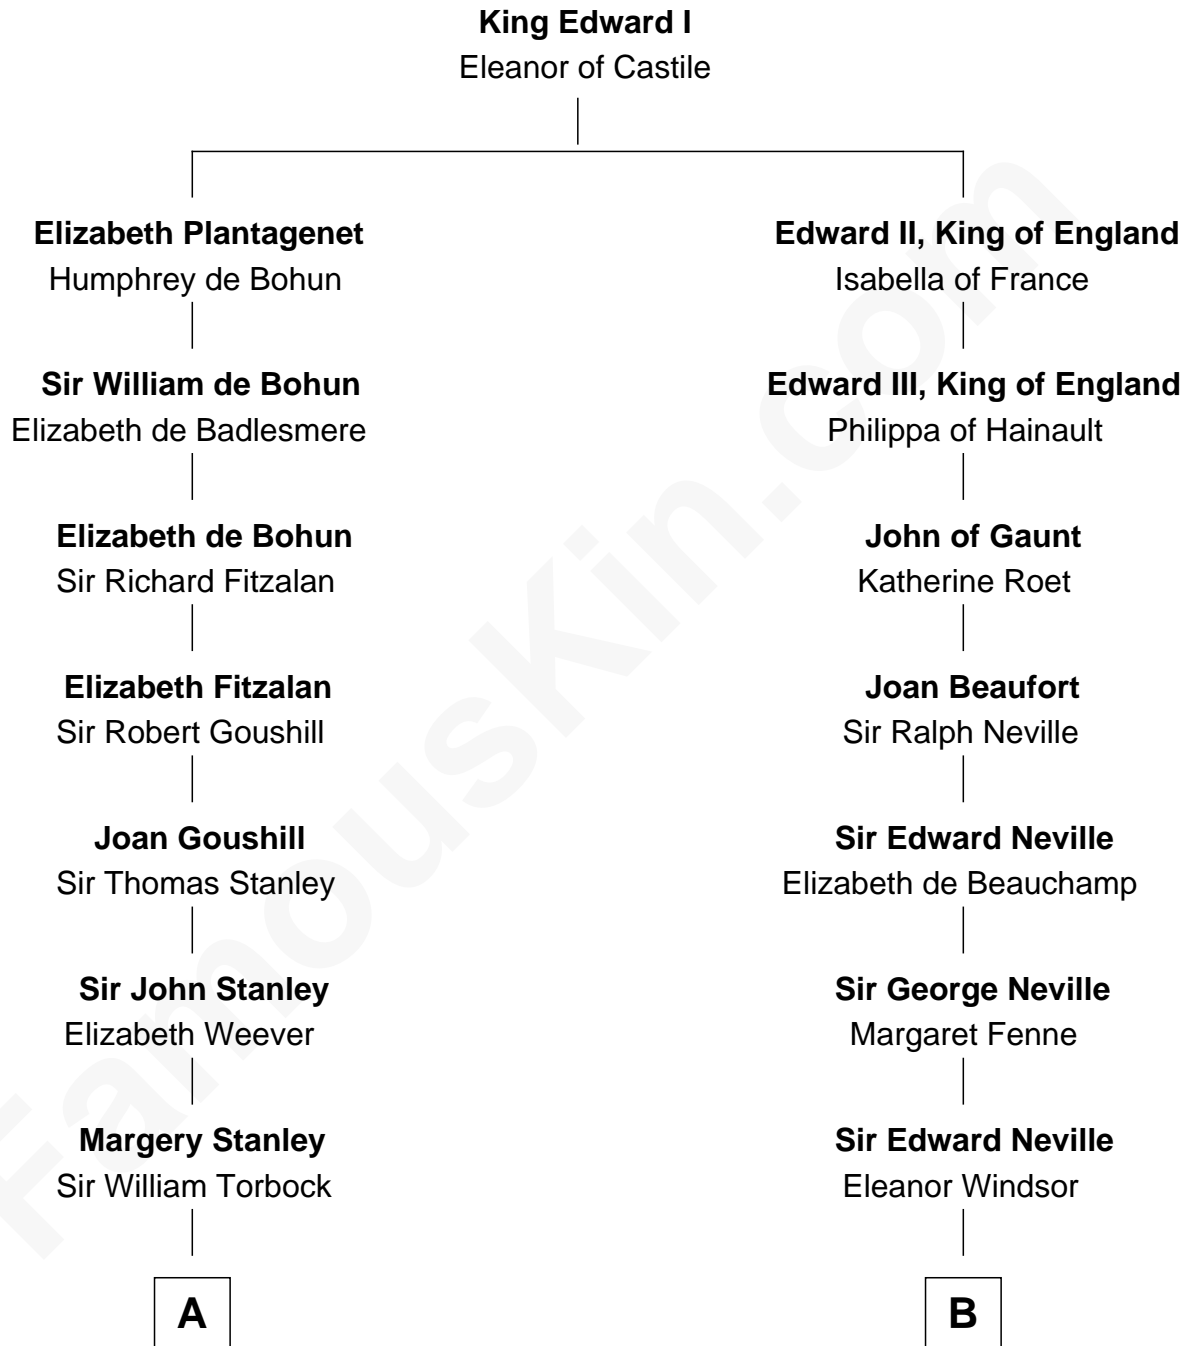 King Edward I
Eleanor of Castile
Elizabeth Plantagenet
Humphrey de Bohun
Edward II, King of England
Isabella of France
Sir William de Bohun
Elizabeth de Badlesmere
Edward III, King of England
Philippa of Hainault
Elizabeth de Bohun
Sir Richard Fitzalan
John of Gaunt
Katherine Roet
Elizabeth Fitzalan
Sir Robert Goushill
Joan Beaufort
Sir Ralph Neville
Joan Goushill
Sir Thomas Stanley
Sir Edward Neville
Elizabeth de Beauchamp
Sir John Stanley
Elizabeth Weever
Sir George Neville
Margaret Fenne
Margery Stanley
Sir William Torbock
Sir Edward Neville
Eleanor Windsor
A
B
FamousKin.com